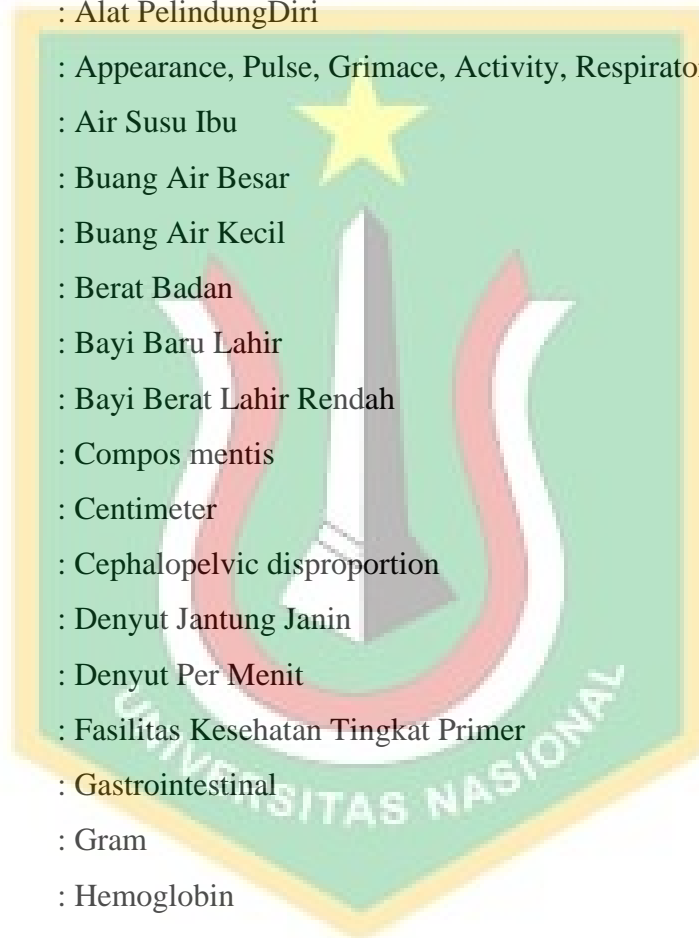 : Alat PelindungDiri
: Appearance, Pulse, Grimace, Activity,
: Air Susu Ibu
: Buang Air Besar
: Buang Air Kecil
: Berat Badan
: Bayi Baru Lahir
: Bayi Berat Lahir Rendah
: Compos mentis
: Centimeter
: Cephalopelvic disproportion
: Denyut Jantung Janin
: Denyut Per Menit
: Fasilitas Kesehatan Tingkat Primer
: Gastrointestinal
: Gram
: Hemoglobin
UNIVERSITAS NASIONAL